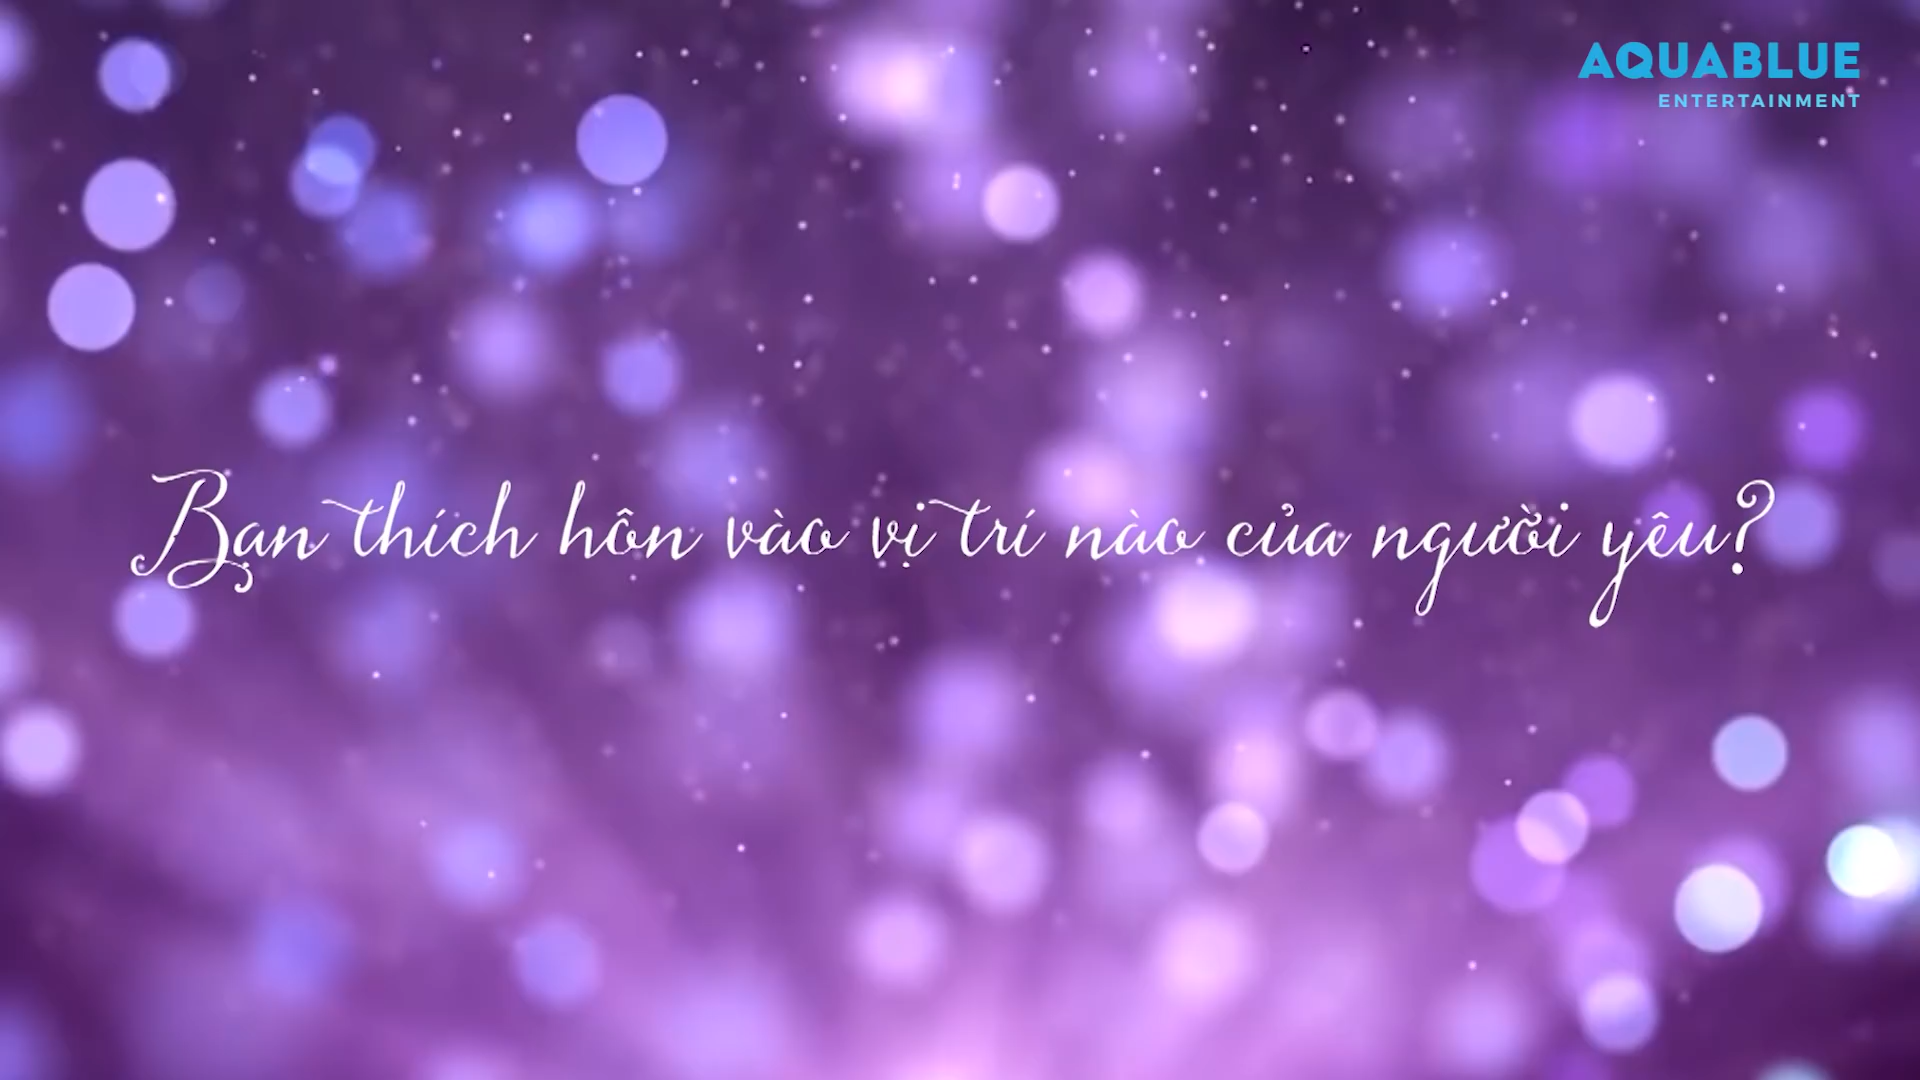 AQUABLUE
ENTERTAINMENT
Bạn thích hôn vào vị trí nào của người yêu?